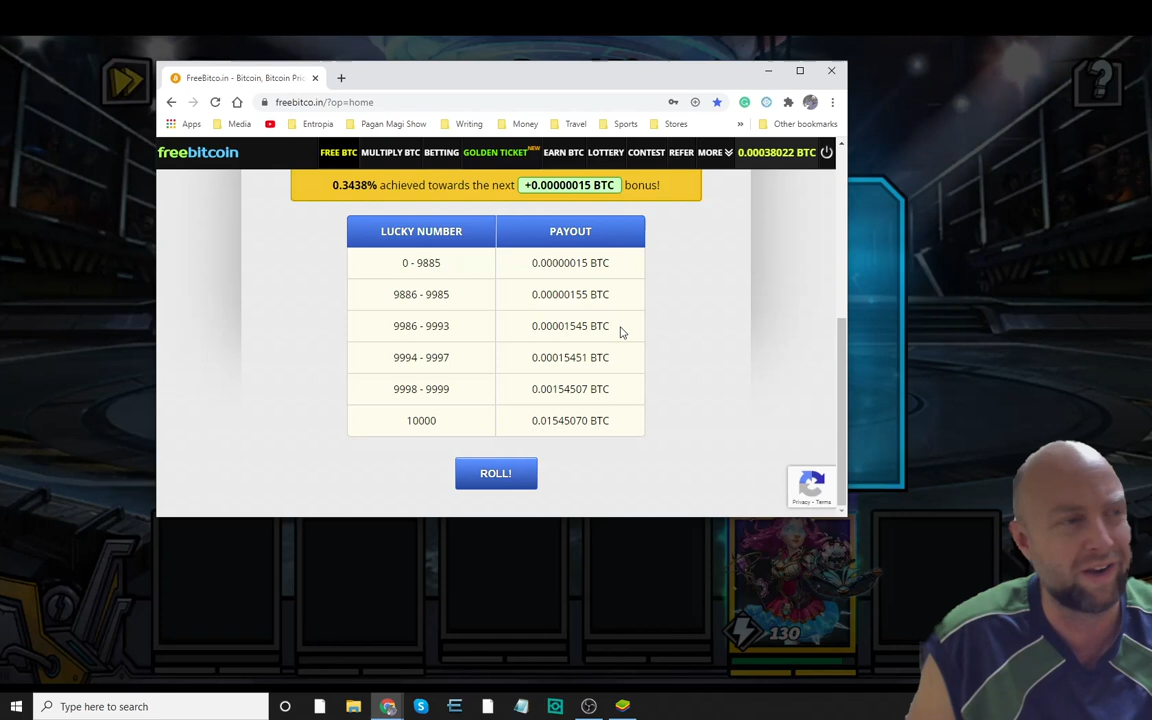 FreeBitco.in - Bitcoin, Bitcoin Pric
freebitco.in/?op=home
Apps Media Entropia Pagan Magi Show Writing Money Travel Sports Stores » Other bookmarks
freebitcoin FREE BTC MULTIPLY BTC BETTING GOLDEN TICKET NEW EARN BTC LOTTERY CONTEST REFER MORE 0.00038022 BTC
0.3438% achieved towards the next +0.00000015 BTC bonus!
LUCKY NUMBER PAYOUT
0 - 9885 0.00000015 BTC
9886 - 9985 0.00000155 BTC
9986 - 9993 0.00001545 BTC
9994 - 9997 0.00015451 BTC
9998 - 9999 0.00154507 BTC
10000 0.01545070 BTC
ROLL!
Privacy - Terms
130
Type here to search